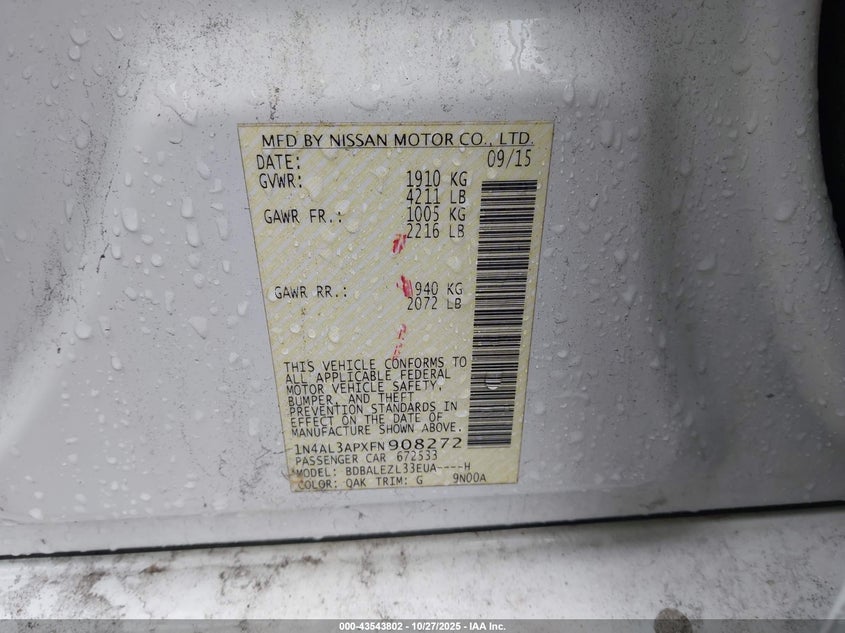 MFD BY NISSAN MOTOR CO., LTD.
DATE: 09/15
GVWR: 1910 KG
4211 LB
GAWR FR.: 1005 KG
2216 LB
GAWR RR.: 940 KG
2072 LB
THIS VEHICLE CONFORMS TO
ALL APPLICABLE FEDERAL
MOTOR VEHICLE SAFETY,
BUMPER, AND THEFT
PREVENTION STANDARDS IN
EFFECT ON THE DATE OF
MANUFACTURE SHOWN ABOVE.
1N4AL3APXFN908272
PASSENGER CAR 672533
MODEL: BDBALEZL33EUA----H
COLOR: QAK TRIM: G 9N00A
000-43543802 - 10/27/2025 - IAA Inc.